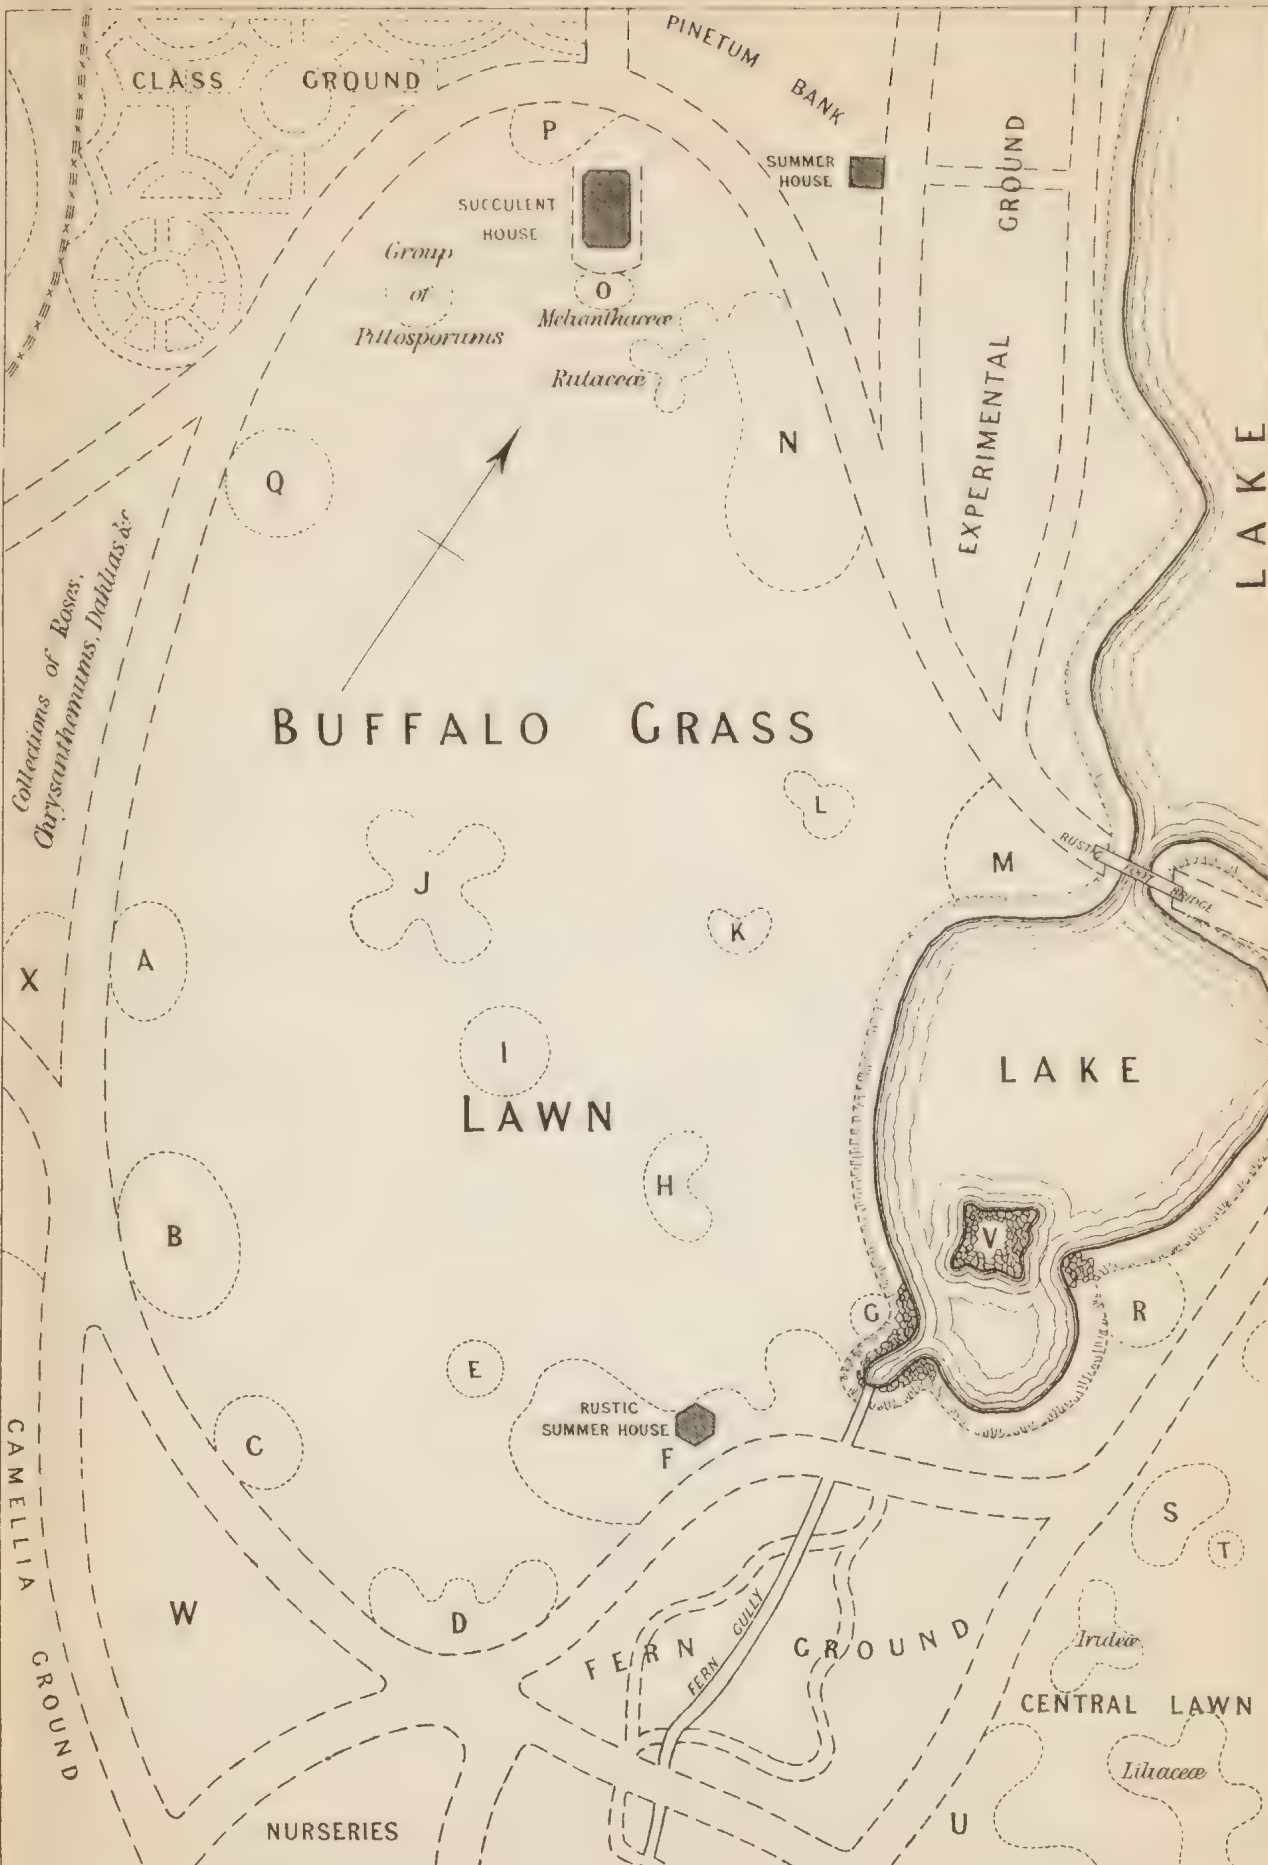 PINETUM
BANK
CLASS GROUND
P
SUMMER
HOUSE
GROUND
EXPERIMENTAL
SUCCULENT
HOUSE
Group
of
Pittosporums
O
Melianthaceæ
Rutaceæ
N
Q
LAKE
Collections of Roses,
Chrysanthemums, Dahlias &c
BUFFALO GRASS
L
M
RUSTIC FOOT BRIDGE
J
K
A
X
I
LAWN
LAKE
H
B
V
G
R
E
RUSTIC
SUMMER HOUSE
F
C
CAMELLIA
GROUND
S
T
D
W
FERN GROUND
FERN GULLY
Irideæ
CENTRAL LAWN
Liliaceæ
U
NURSERIES